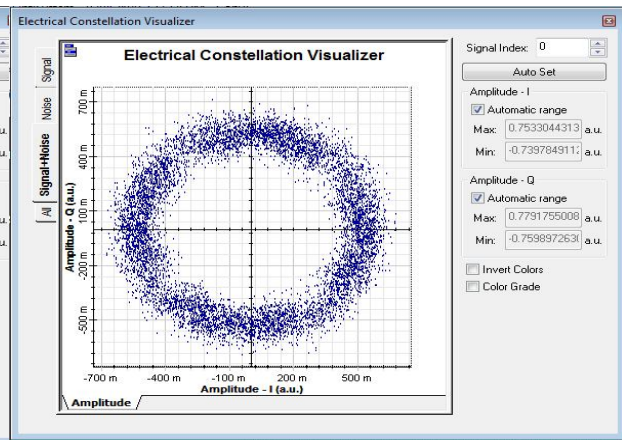 Electrical Constellation Visualizer
Signal Index: 0
Auto Set
Amplitude - I
Automatic range
Max: 0.7533044313 a.u.
Min: -0.7397849112 a.u.
Amplitude - Q
Automatic range
Max: 0.7791755008 a.u.
Min: -0.7598972630 a.u.
Invert Colors
Color Grade
Signal
Noise
Signal+Noise
All
Electrical Constellation Visualizer
Amplitude - Q (a.u.)
700 m
400 m
100 m
-200 m
-500 m
-700 m -400 m -100 m 200 m 500 m
Amplitude - I (a.u.)
Amplitude
u.
u.
u.
u.